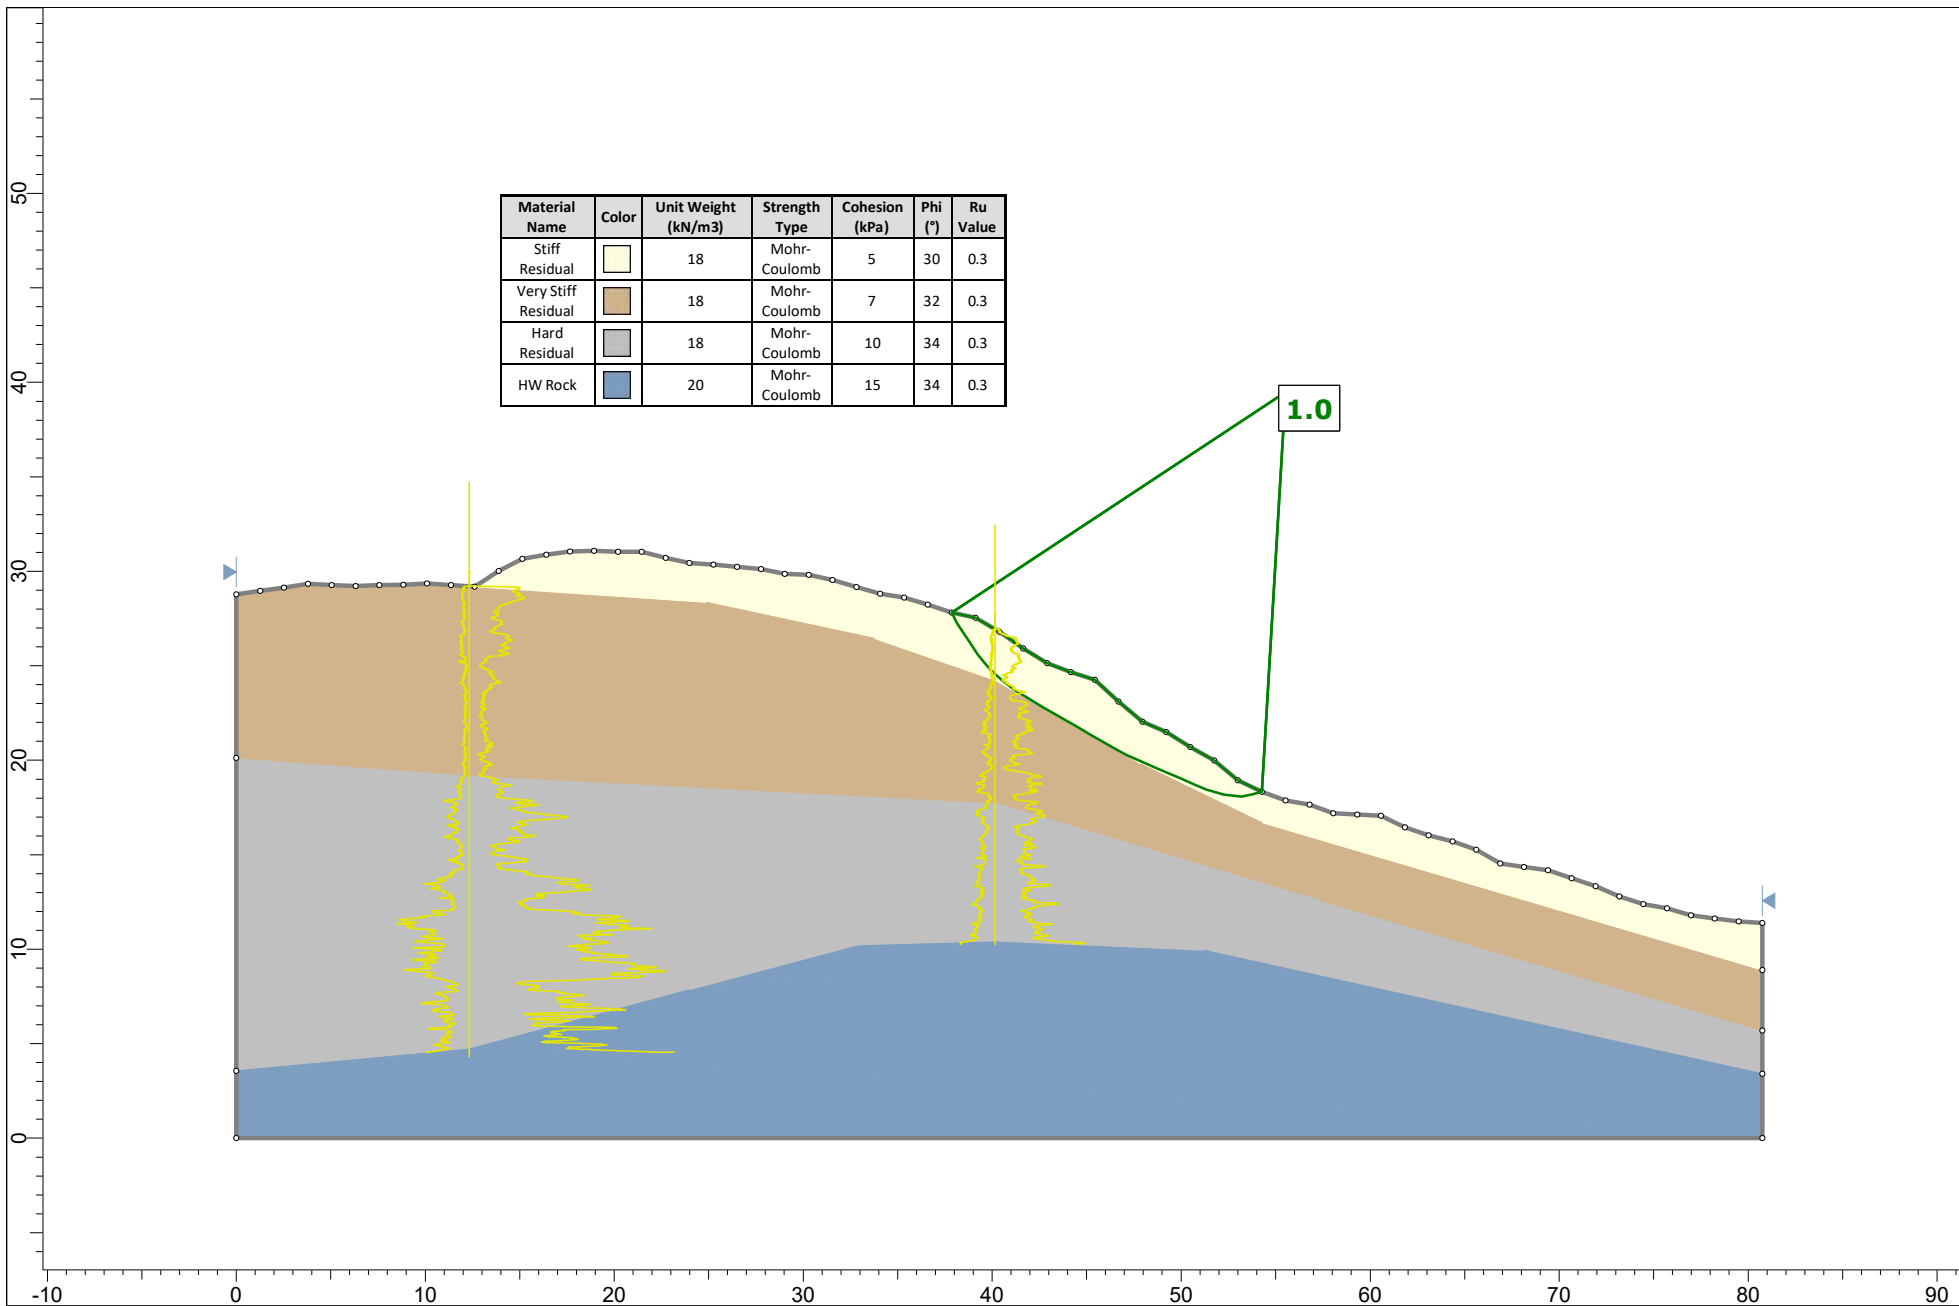 50
40
30
20
10
0
Material Name Color Unit Weight (kN/m3) Strength Type Cohesion (kPa) Phi (°) Ru Value
Stiff Residual 18 Mohr-Coulomb 5 30 0.3
Very Stiff Residual 18 Mohr-Coulomb 7 32 0.3
Hard Residual 18 Mohr-Coulomb 10 34 0.3
HW Rock 20 Mohr-Coulomb 15 34 0.3
1.0
-10 0 10 20 30 40 50 60 70 80 90